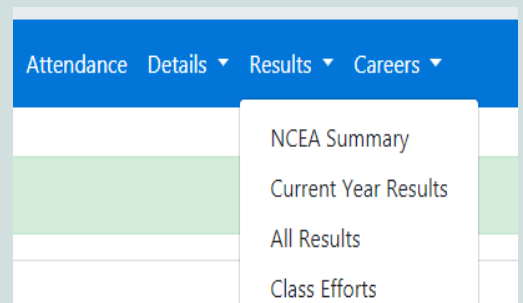 Attendance Details Results Careers
NCEA Summary
Current Year Results
All Results
Class Efforts